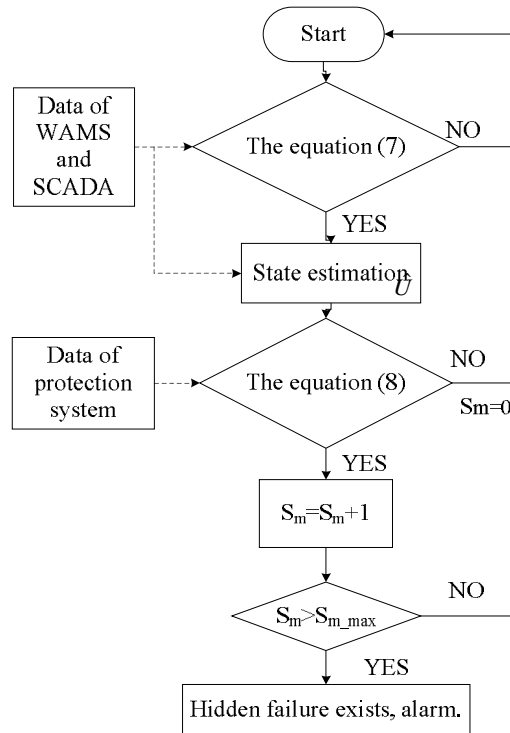 Start
Data of
WAMS
and
SCADA
The equation (7)
NO
YES
State estimation Û
Data of
protection
system
The equation (8)
NO
Sm=0
YES
Sₘ=Sₘ+1
Sₘ>Sₘ_ₘₐₓ
NO
YES
Hidden failure exists, alarm.